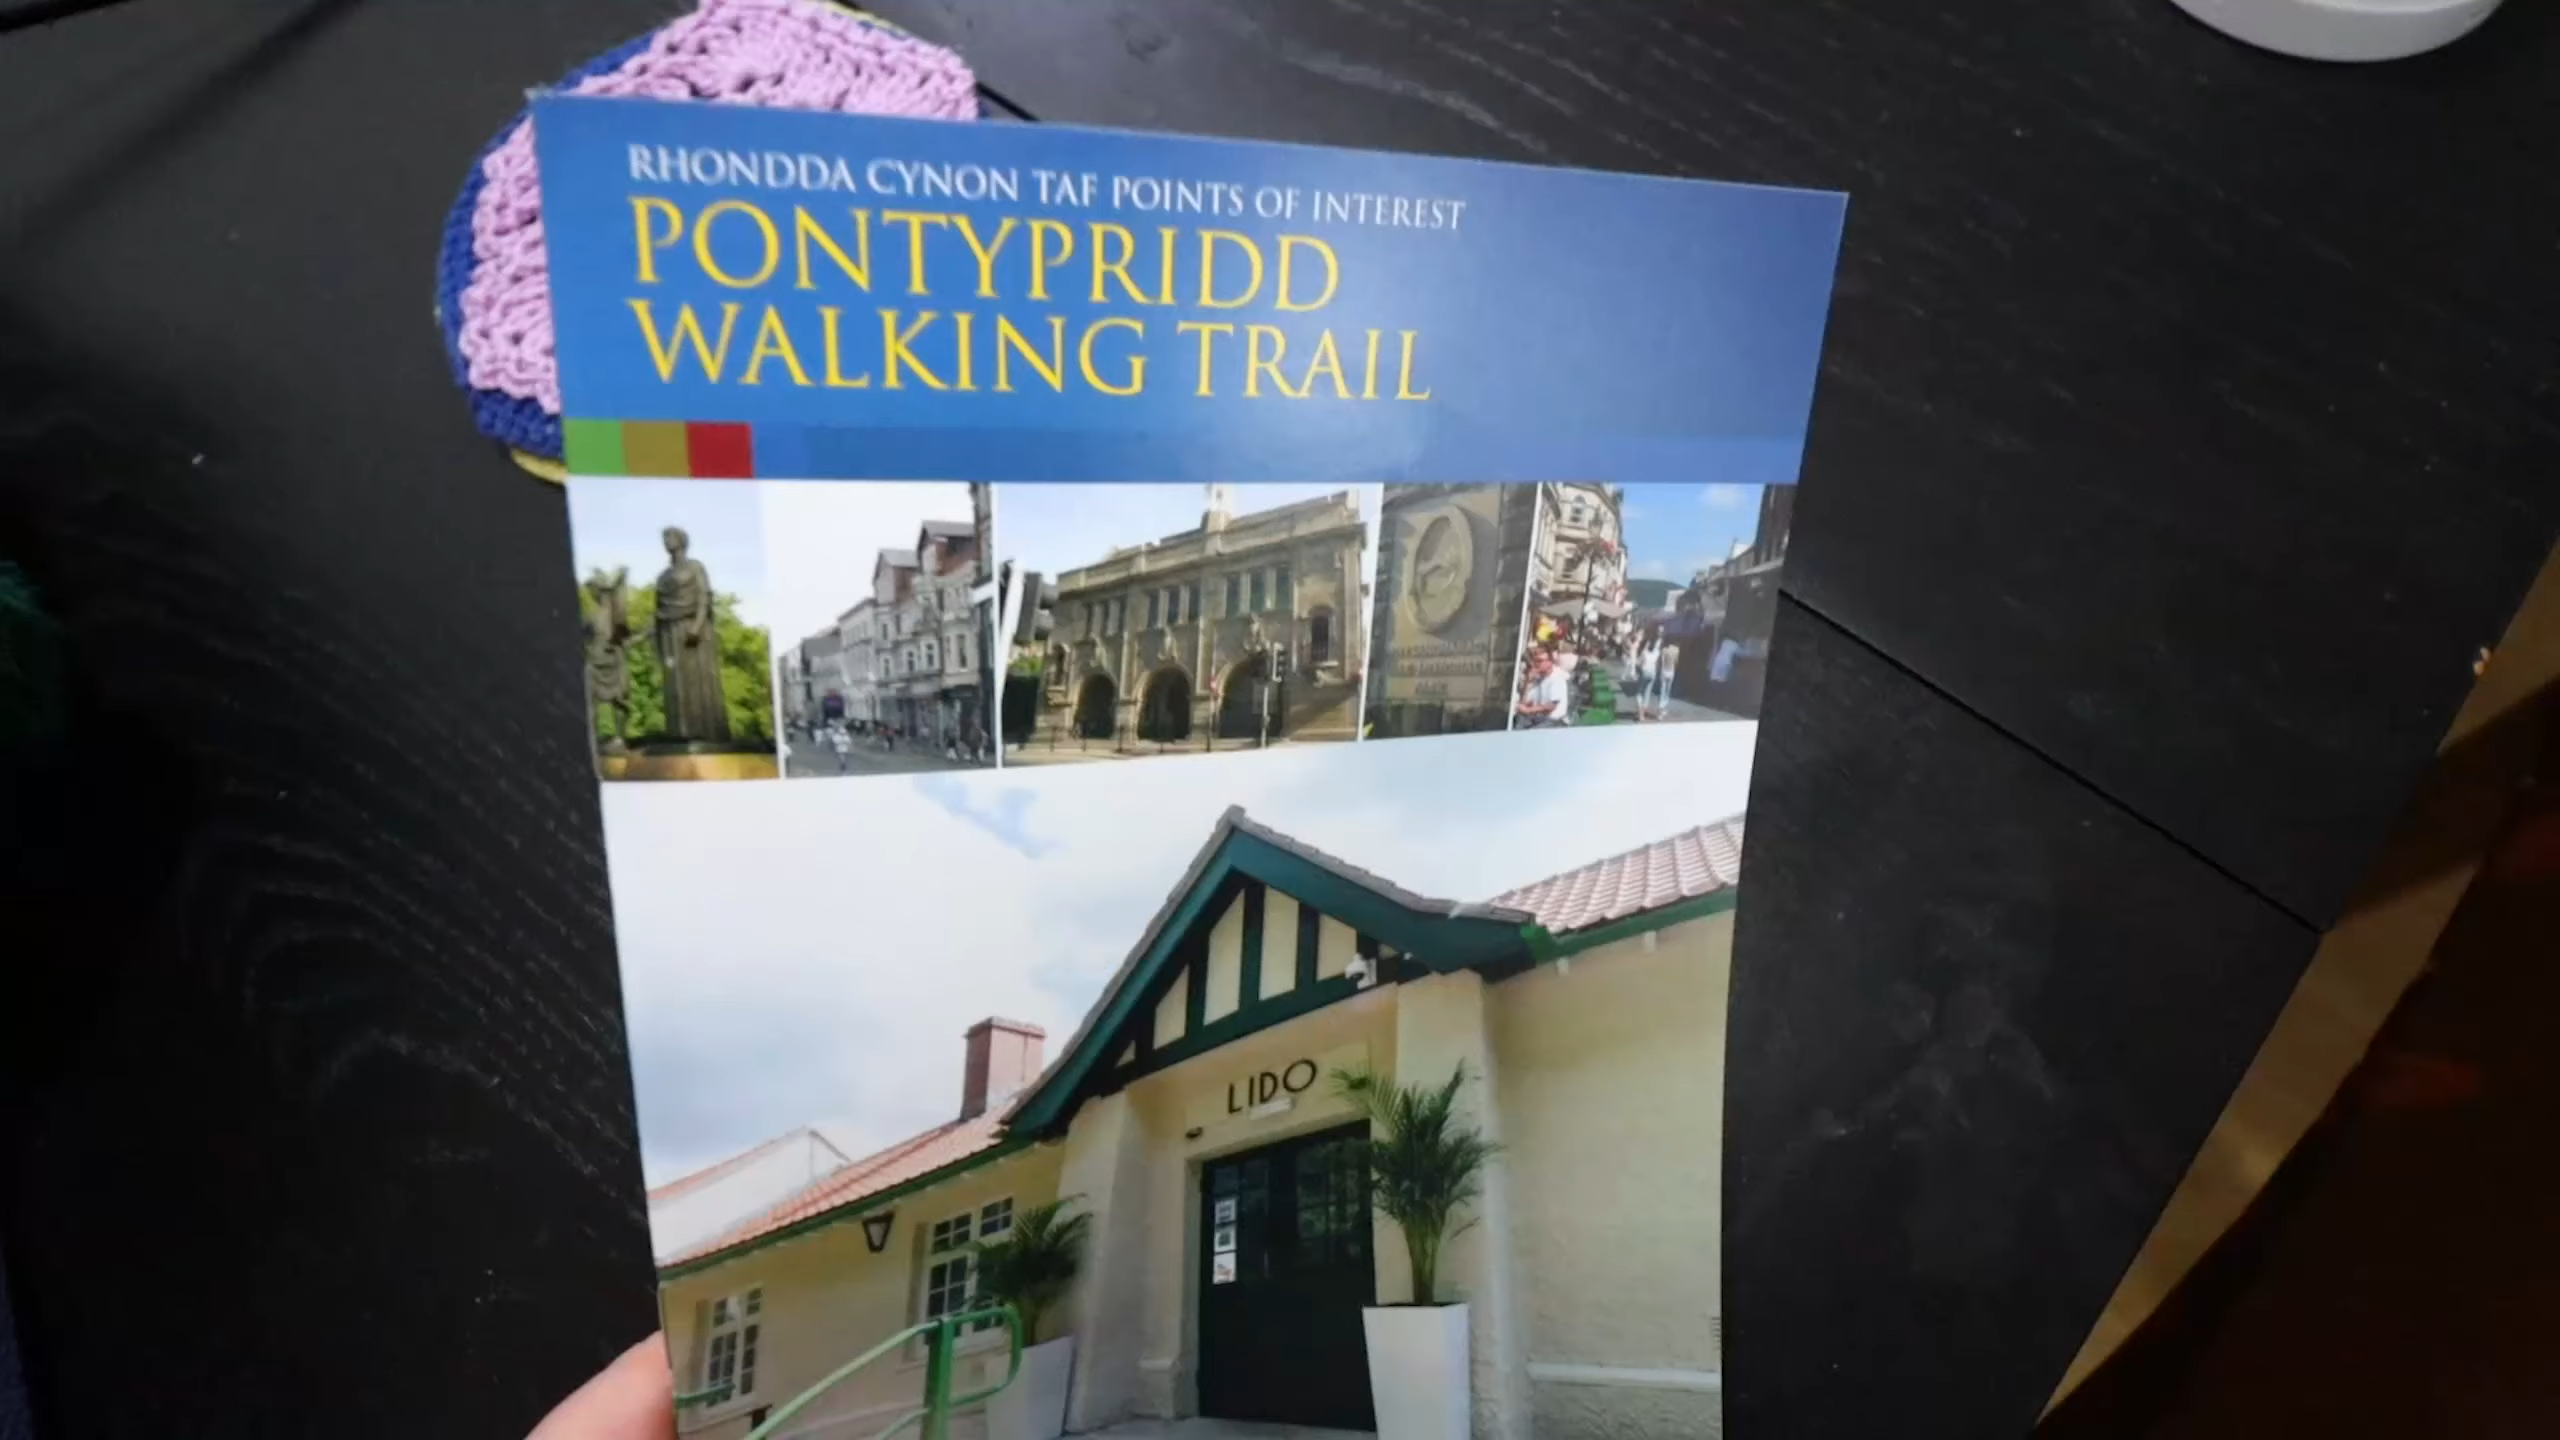 RHONDDA CYNON TAF POINTS OF INTEREST
PONTYPRIDD
WALKING TRAIL
LIDO